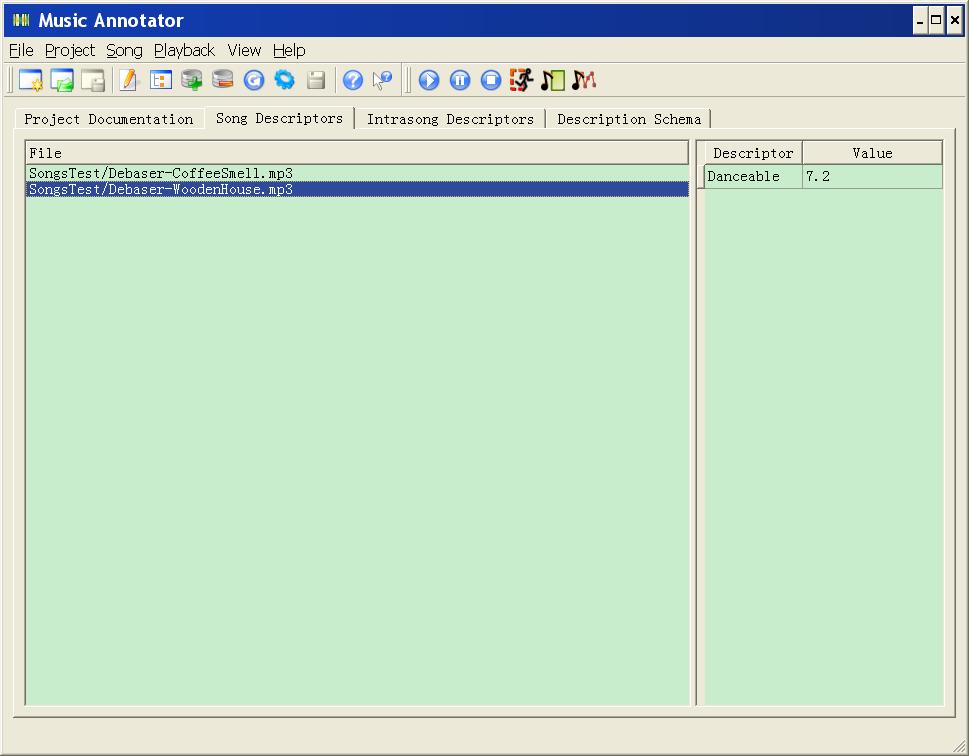 Music Annotator
File Project Song Playback View Help
Project Documentation Song Descriptors Intrasong Descriptors Description Schema
File Descriptor Value
SongsTest/Debaser-CoffeeSmell.mp3
Danceable 7.2
SongsTest/Debaser-WoodenHouse.mp3